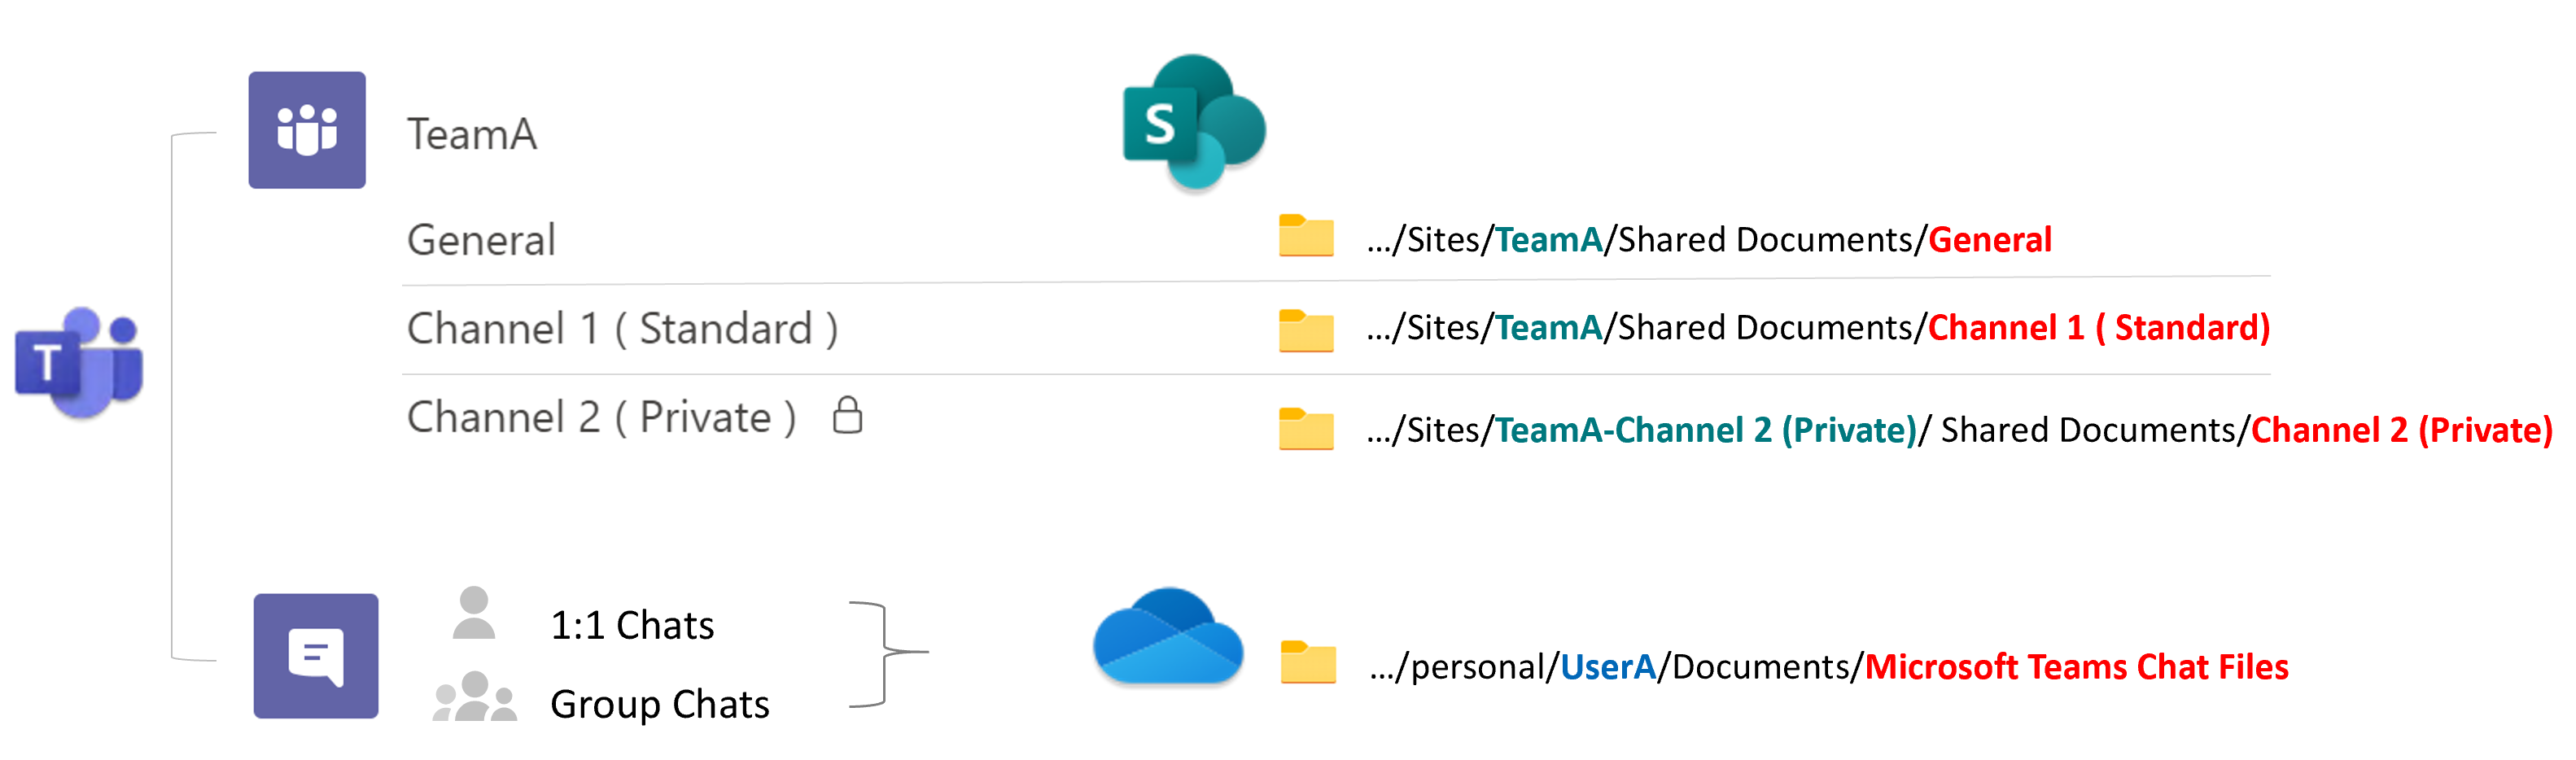 TeamA
S
General
.../Sites/TeamA/Shared Documents/General
Channel 1 ( Standard )
.../Sites/TeamA/Shared Documents/Channel 1 ( Standard)
T
Channel 2 ( Private )
.../Sites/TeamA-Channel 2 (Private)/ Shared Documents/Channel 2 (Private)
1:1 Chats
Group Chats
.../personal/UserA/Documents/Microsoft Teams Chat Files